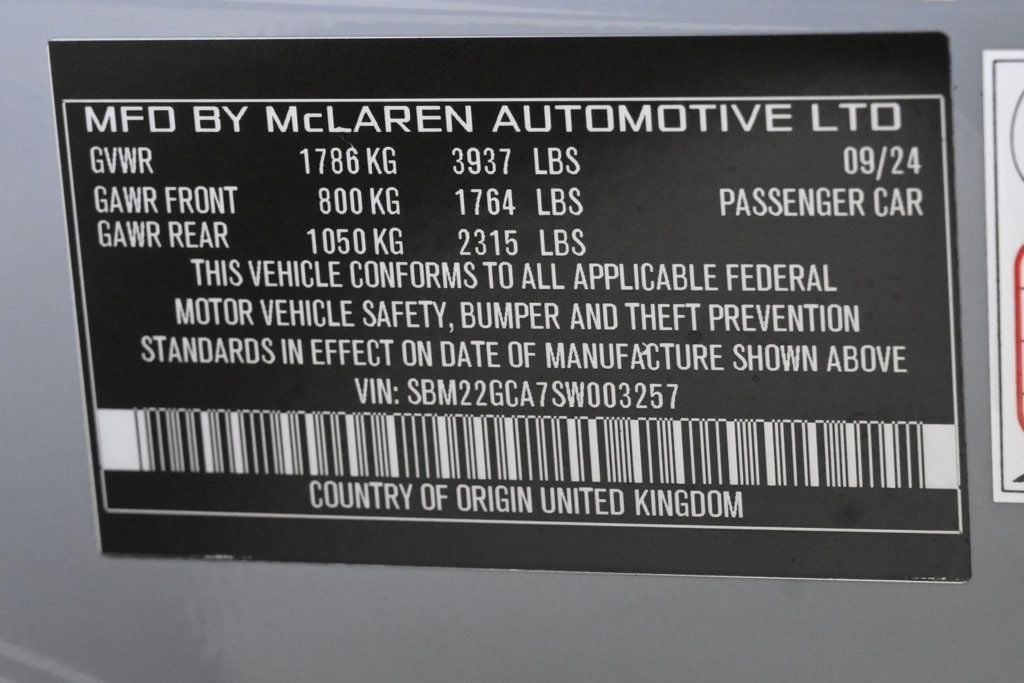 MFD BY McLAREN AUTOMOTIVE LTD
GVWR 1786 KG 3937 LBS 09/24
GAWR FRONT 800 KG 1764 LBS PASSENGER CAR
GAWR REAR 1050 KG 2315 LBS
THIS VEHICLE CONFORMS TO ALL APPLICABLE FEDERAL
MOTOR VEHICLE SAFETY, BUMPER AND THEFT PREVENTION
STANDARDS IN EFFECT ON DATE OF MANUFACTURE SHOWN ABOVE
VIN: SBM22GCA7SW003257
COUNTRY OF ORIGIN UNITED KINGDOM